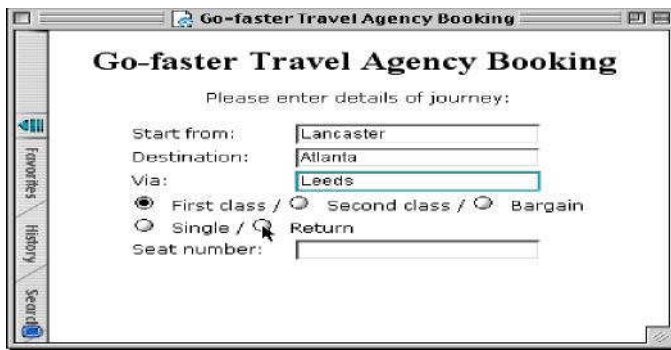 Go-faster Travel Agency Booking
Go-faster Travel Agency Booking
Please enter details of journey:
Start from: Lancaster
Destination: Atlanta
Via: Leeds
First class / Second class / Bargain
Single / Return
Seat number:
Favorites
History
Search